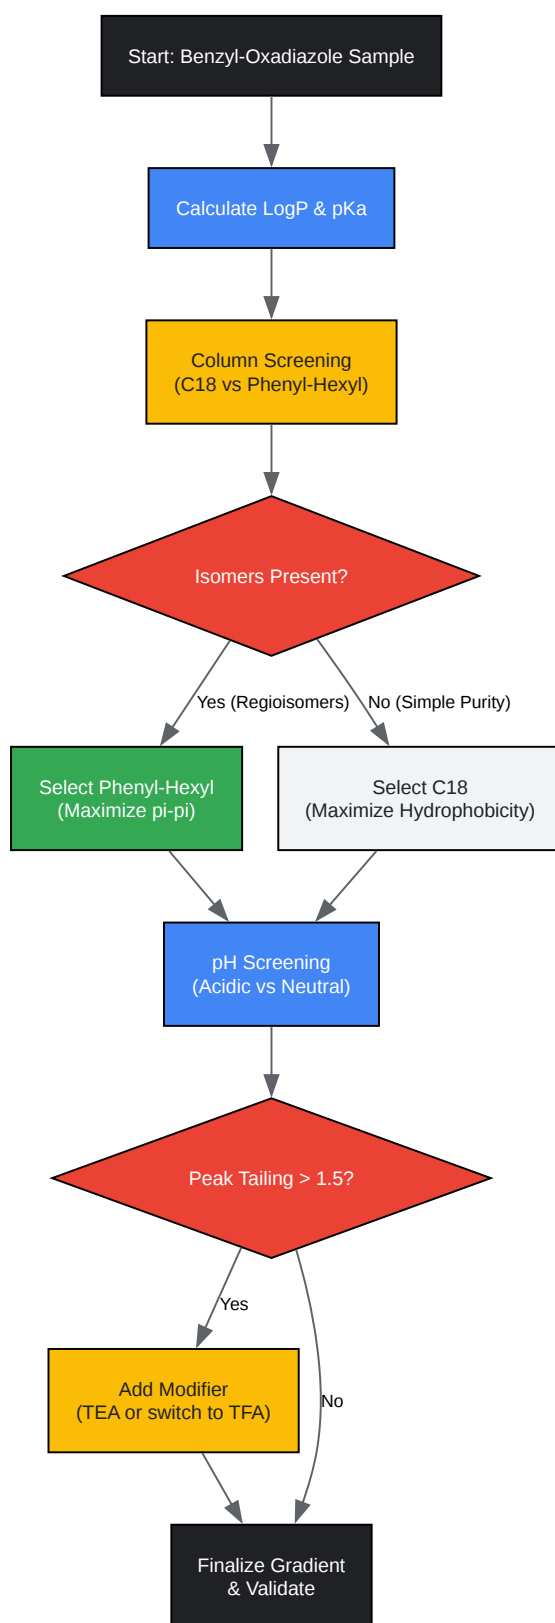 Start: Benzyl-Oxadiazole Sample
Calculate LogP & pKa
Column Screening
(C18 vs Phenyl-Hexyl)
Isomers Present?
Yes (Regioisomers)
No (Simple Purity)
Select Phenyl-Hexyl
(Maximize pi-pi)
Select C18
(Maximize Hydrophobicity)
pH Screening
(Acidic vs Neutral)
Peak Tailing > 1.5?
Yes
No
Add Modifier
(TEA or switch to TFA)
Finalize Gradient
& Validate